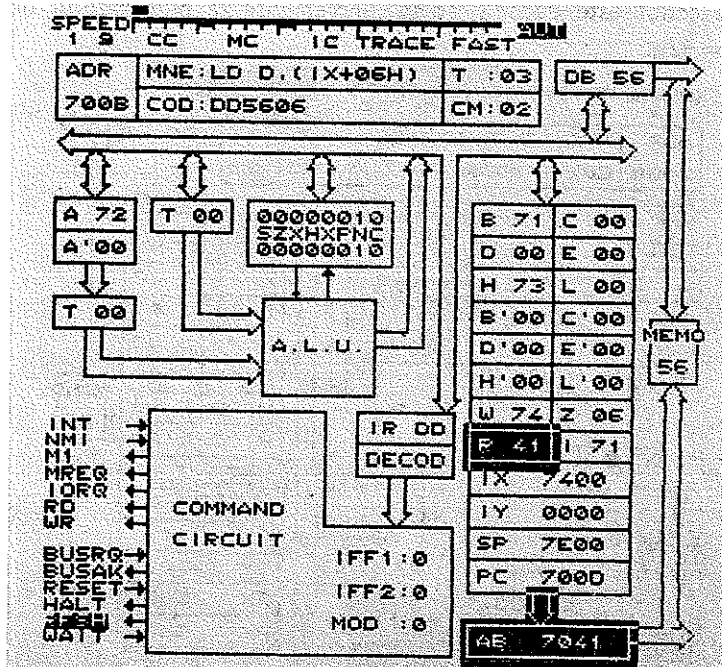 SPEED
1 9 CC MC IC TRACE FAST
ADR MNE:LD D,(IX+06H) T :03 DB 56
700B COD:DD5606 CM:02
A 72 T 00 00000010
A'00 SZXHXPNC
00000010
T 00
A.L.U.
B 71 C 00
D 00 E 00
H 73 L 00
B'00 C'00
D'00 E'00
H'00 L'00
W 74 Z 06
R 41 I 71
IX 7400
IY 0000
SP 7E00
PC 700D
AB : 7041
MEMO
56
IR DD
DECOD
INT
NMI
M1
MREQ
IORQ
RD
WR
BUSRQ
BUSAK
RESET
HALT
WATT
COMMAND
CIRCUIT
IFF1:0
IFF2:0
MOD :0